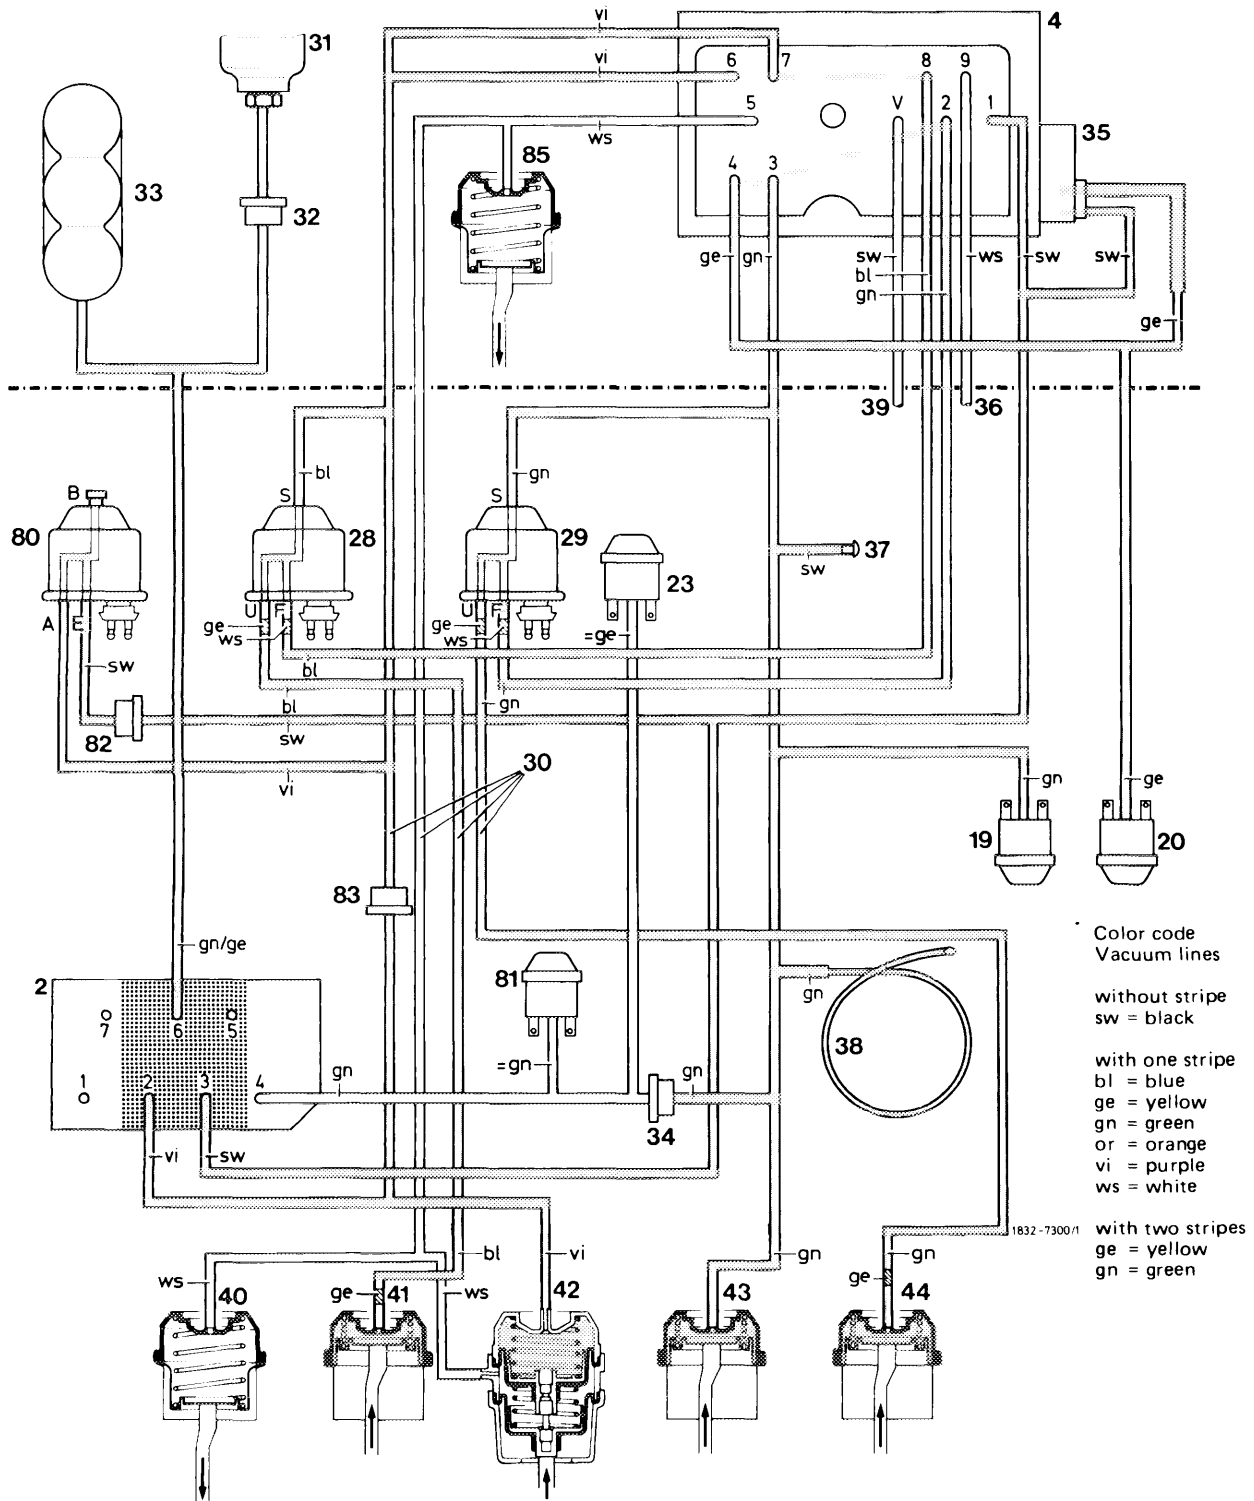 vi
4
31
6
7
8
9
vi
5
V
2
1
35
ws
85
4
3
33
32
ge
gn
sw
ws
sw
sw
bl
gn
ge
39
36
bl
gn
B
S
S
80
28
29
23
37
sw
A
E
U
F
U
F
ge
ws
ge
ws
=ge
sw
bl
bl
gn
82
sw
30
vi
gn
ge
19
20
83
gn/ge
Color code
Vacuum lines
2
81
without stripe
sw = black
7
6
5
gn
38
=gn
with one stripe
bl = blue
ge = yellow
gn = green
or = orange
vi = purple
ws = white
1
2
3
4
gn
gn
34
vi
sw
1832-7300/1
with two stripes
ge = yellow
gn = green
bl
vi
gn
gn
ws
ge
ws
ge
40
41
42
43
44